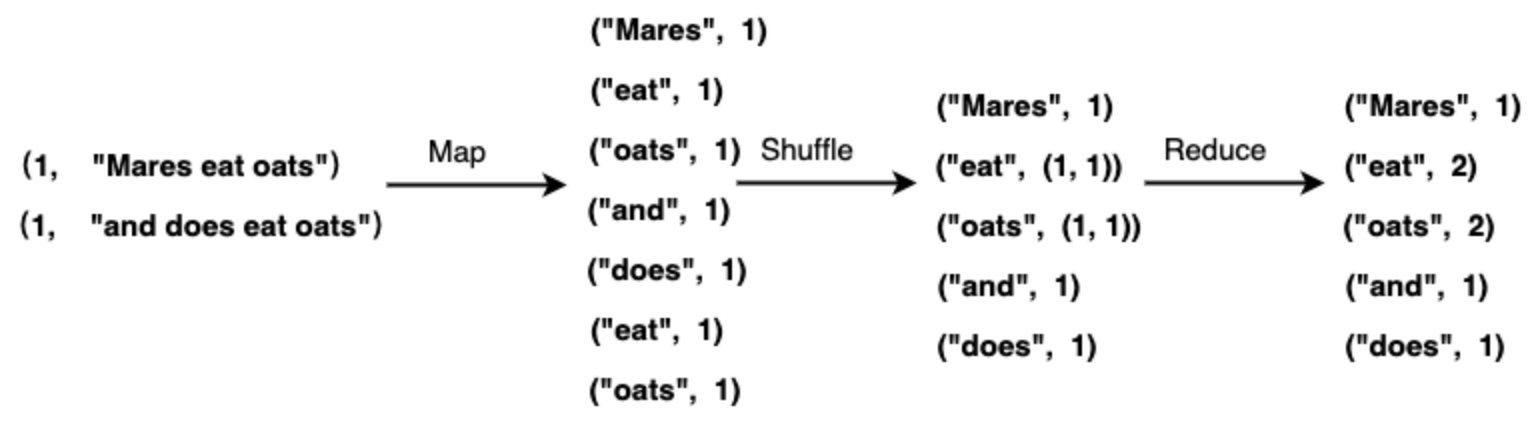 (1, "Mares eat oats")
(1, "and does eat oats")
Map
("Mares", 1)
("eat", 1)
("oats", 1)
("and", 1)
("does", 1)
("eat", 1)
("oats", 1)
Shuffle
("Mares", 1)
("eat", (1, 1))
("oats", (1, 1))
("and", 1)
("does", 1)
Reduce
("Mares", 1)
("eat", 2)
("oats", 2)
("and", 1)
("does", 1)